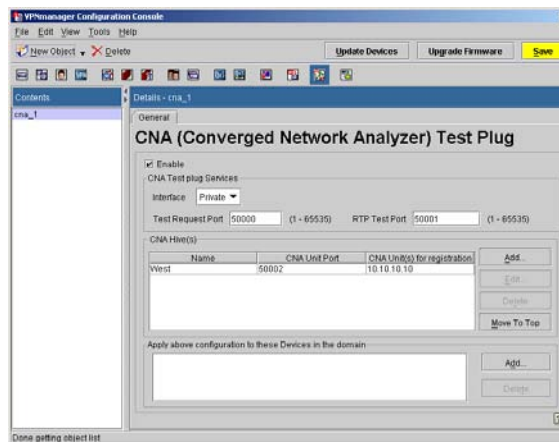 VPNmanager Configuration Console
File Edit View Tools Help
New Object Delete Update Devices Upgrade Firmware Save
Contents Details - cna_1
cna_1
General
CNA (Converged Network Analyzer) Test Plug
Enable
CNA Test plug Services
Interface Private
Test Request Port 50000 (1 - 65535) RTP Test Port 50001 (1 - 65535)
CNA Hive(s)
Name CNA Unit Port CNA Unit(s) for registration Add...
West 50002 10.10.10.10
Edit...
Delete
Move To Top
Apply above configuration to these Devices in the domain
Add...
Delete
Done getting object list